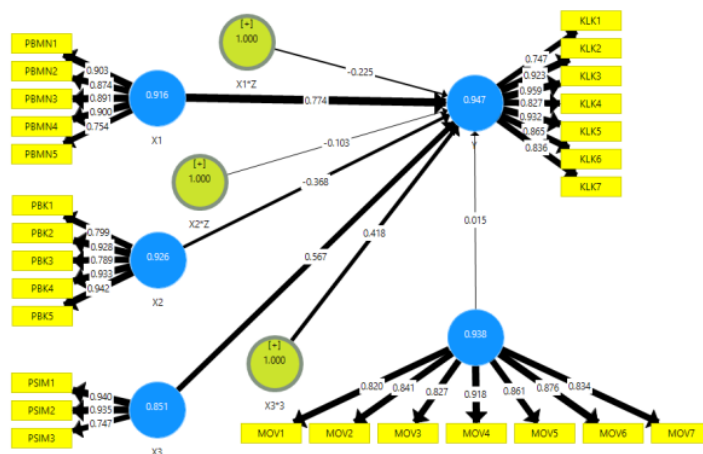 PBMN1
PBMN2
PBMN3
PBMN4
PBMN5
0.903
0.874
0.891
0.900
0.754
0.916
X1
[+]
1.000
X1*Z
-0.225
0.774
[+]
1.000
X2*Z
-0.103
-0.368
PBK1
PBK2
PBK3
PBK4
PBK5
0.799
0.928
0.789
0.933
0.942
0.926
X2
0.567
0.418
[+]
1.000
X3*3
PSIM1
PSIM2
PSIM3
0.940
0.935
0.747
0.851
X3
0.947
Y
0.747
0.923
0.959
0.827
0.932
0.865
0.836
KLK1
KLK2
KLK3
KLK4
KLK5
KLK6
KLK7
0.015
0.938
0.820
0.841
0.827
0.918
0.861
0.876
0.834
MOV1
MOV2
MOV3
MOV4
MOV5
MOV6
MOV7